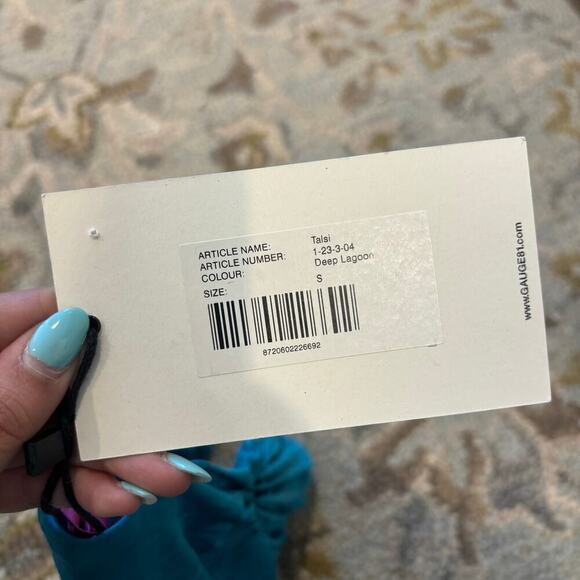 ARTICLE NAME: Talsi
ARTICLE NUMBER: 1-23-3-04
COLOUR: Deep Lagoon
SIZE: S
8720602226692
www.GAUGE81.com